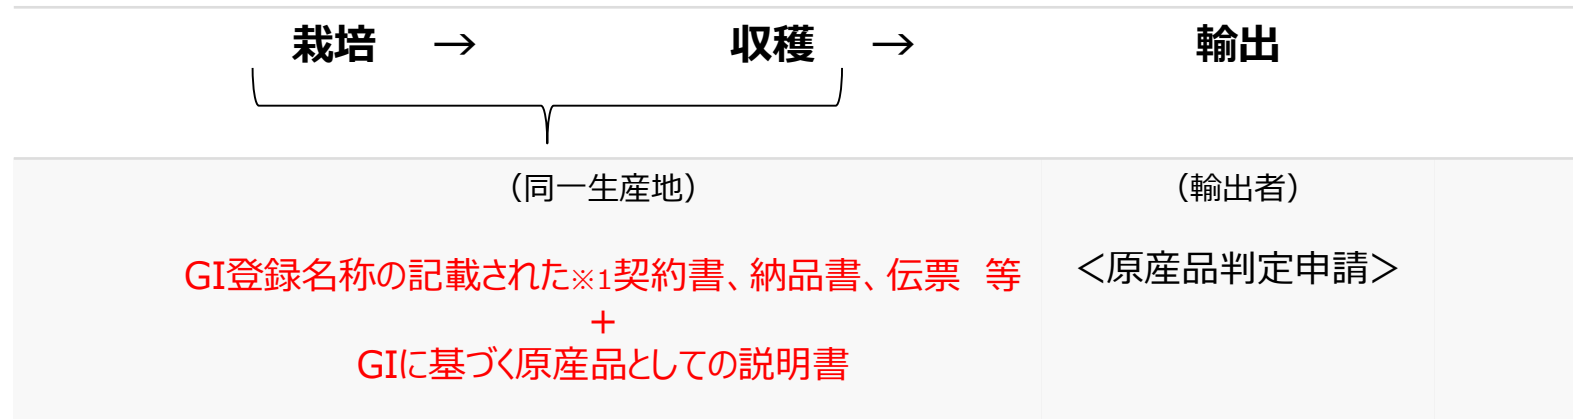 栽培 → 収穫 → 輸出
（同一生産地） （輸出者）
GI登録名称の記載された※1契約書、納品書、伝票　等 ＜原産品判定申請＞
＋
GIに基づく原産品としての説明書